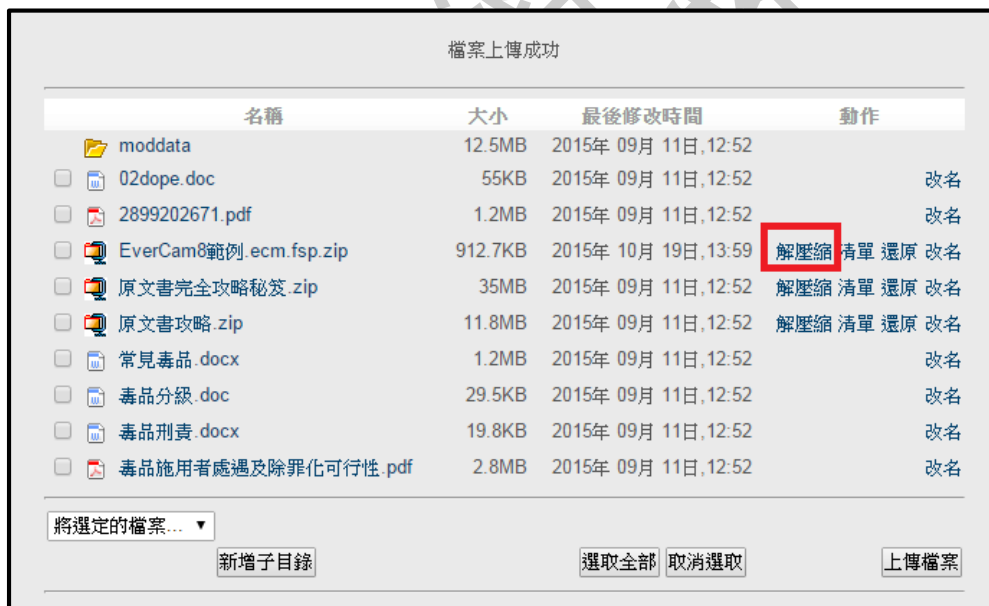 檔案上傳成功
名稱 大小 最後修改時間 動作
moddata 12.5MB 2015年 09月 11日,12:52
02dope.doc 55KB 2015年 09月 11日,12:52 改名
2899202671.pdf 1.2MB 2015年 09月 11日,12:52 改名
EverCam8範例.ecm.fsp.zip 912.7KB 2015年 10月 19日,13:59 解壓縮 清單 還原 改名
原文書完全攻略秘笈.zip 35MB 2015年 09月 11日,12:52 解壓縮 清單 還原 改名
原文書攻略.zip 11.8MB 2015年 09月 11日,12:52 解壓縮 清單 還原 改名
常見毒品.docx 1.2MB 2015年 09月 11日,12:52 改名
毒品分級.doc 29.5KB 2015年 09月 11日,12:52 改名
毒品刑責.docx 19.8KB 2015年 09月 11日,12:52 改名
毒品施用者處遇及除罪化可行性.pdf 2.8MB 2015年 09月 11日,12:52 改名
將選定的檔案...
新增子目錄 選取全部 取消選取 上傳檔案